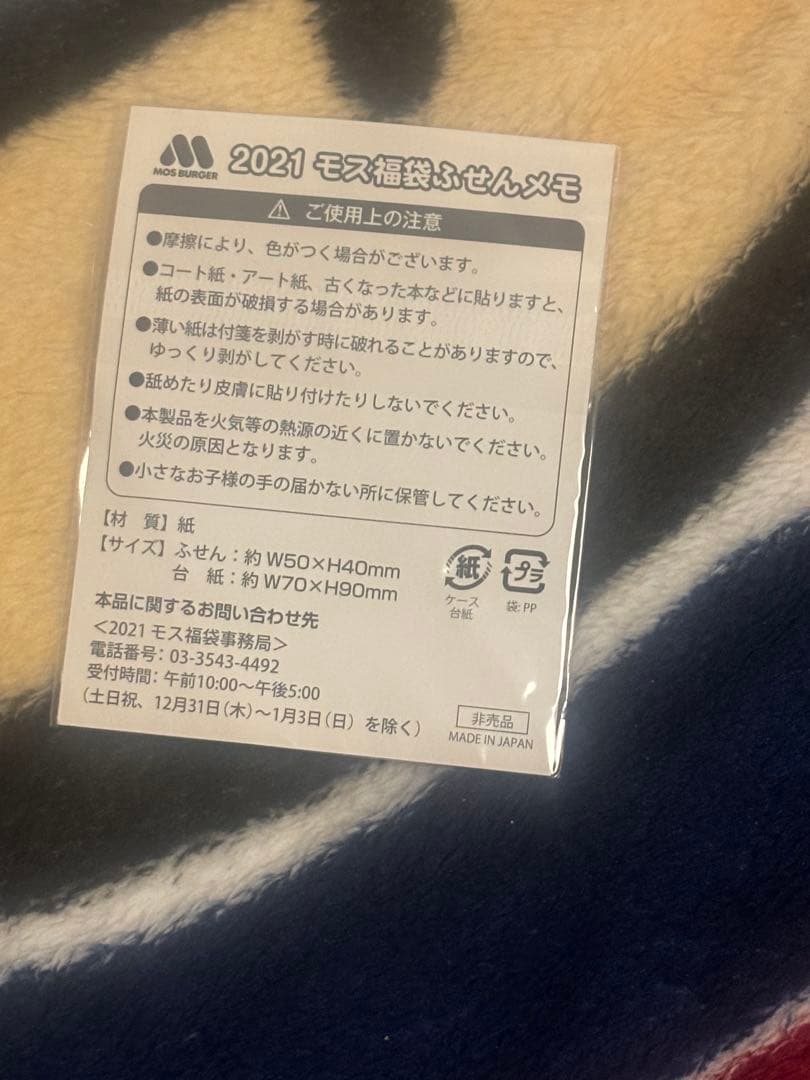 MOS BURGER
2021 モス福袋ふせんメモ
⚠ ご使用上の注意
●摩擦により、色がつく場合がございます。
●コート紙・アート紙、古くなった本などに貼りますと、
紙の表面が破損する場合があります。
●薄い紙は付箋を剥がす時に破れることがありますので、
ゆっくり剥がしてください。
●舐めたり皮膚に貼り付けたりしないでください。
●本製品を火気等の熱源の近くに置かないでください。
火災の原因となります。
●小さなお子様の手の届かない所に保管してください。
【材　質】紙
【サイズ】ふせん：約 W50×H40mm
台　紙：約 W70×H90mm
紙
ケース
台紙
プラ
袋: PP
本品に関するお問い合わせ先
＜2021 モス福袋事務局＞
電話番号：03-3543-4492
受付時間：午前10:00～午後5:00
（土日祝、12月31日（木）～1月3日（日）を除く）
非売品
MADE IN JAPAN